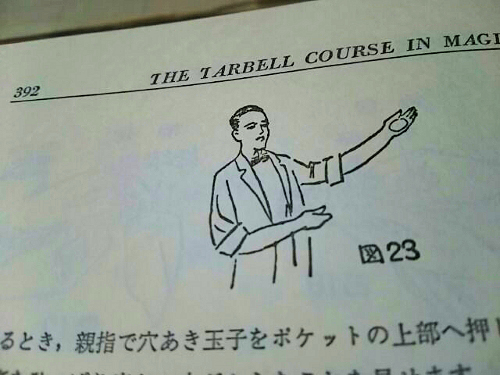 392
THE TARBELL COURSE IN MAGI
図23
るとき，親指で穴あき玉子をポケットの上部へ押し